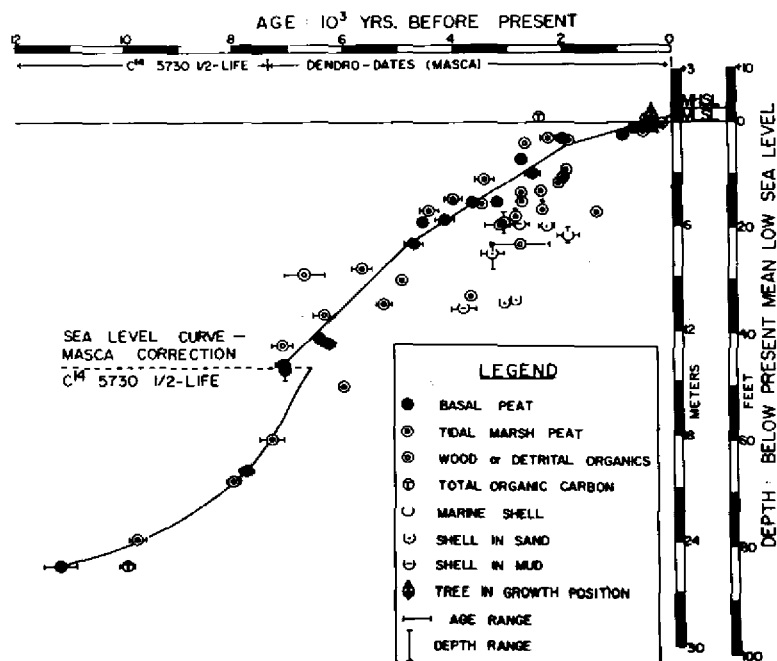 AGE : 10³ YRS. BEFORE PRESENT
12 10 8 6 4 2 0
C¹⁴ 5730 1/2-LIFE
DENDRO-DATES (MASCA)
+3
+10
MHSL
MLSL
0
6
20
12
40
18
60
24
80
30
100
METERS
FEET
DEPTH : BELOW PRESENT MEAN LOW SEA LEVEL
SEA LEVEL CURVE —
MASCA CORRECTION
C¹⁴ 5730 1/2-LIFE
LEGEND
BASAL PEAT
TIDAL MARSH PEAT
WOOD or DETRITAL ORGANICS
TOTAL ORGANIC CARBON
MARINE SHELL
SHELL IN SAND
SHELL IN MUD
TREE IN GROWTH POSITION
AGE RANGE
DEPTH RANGE